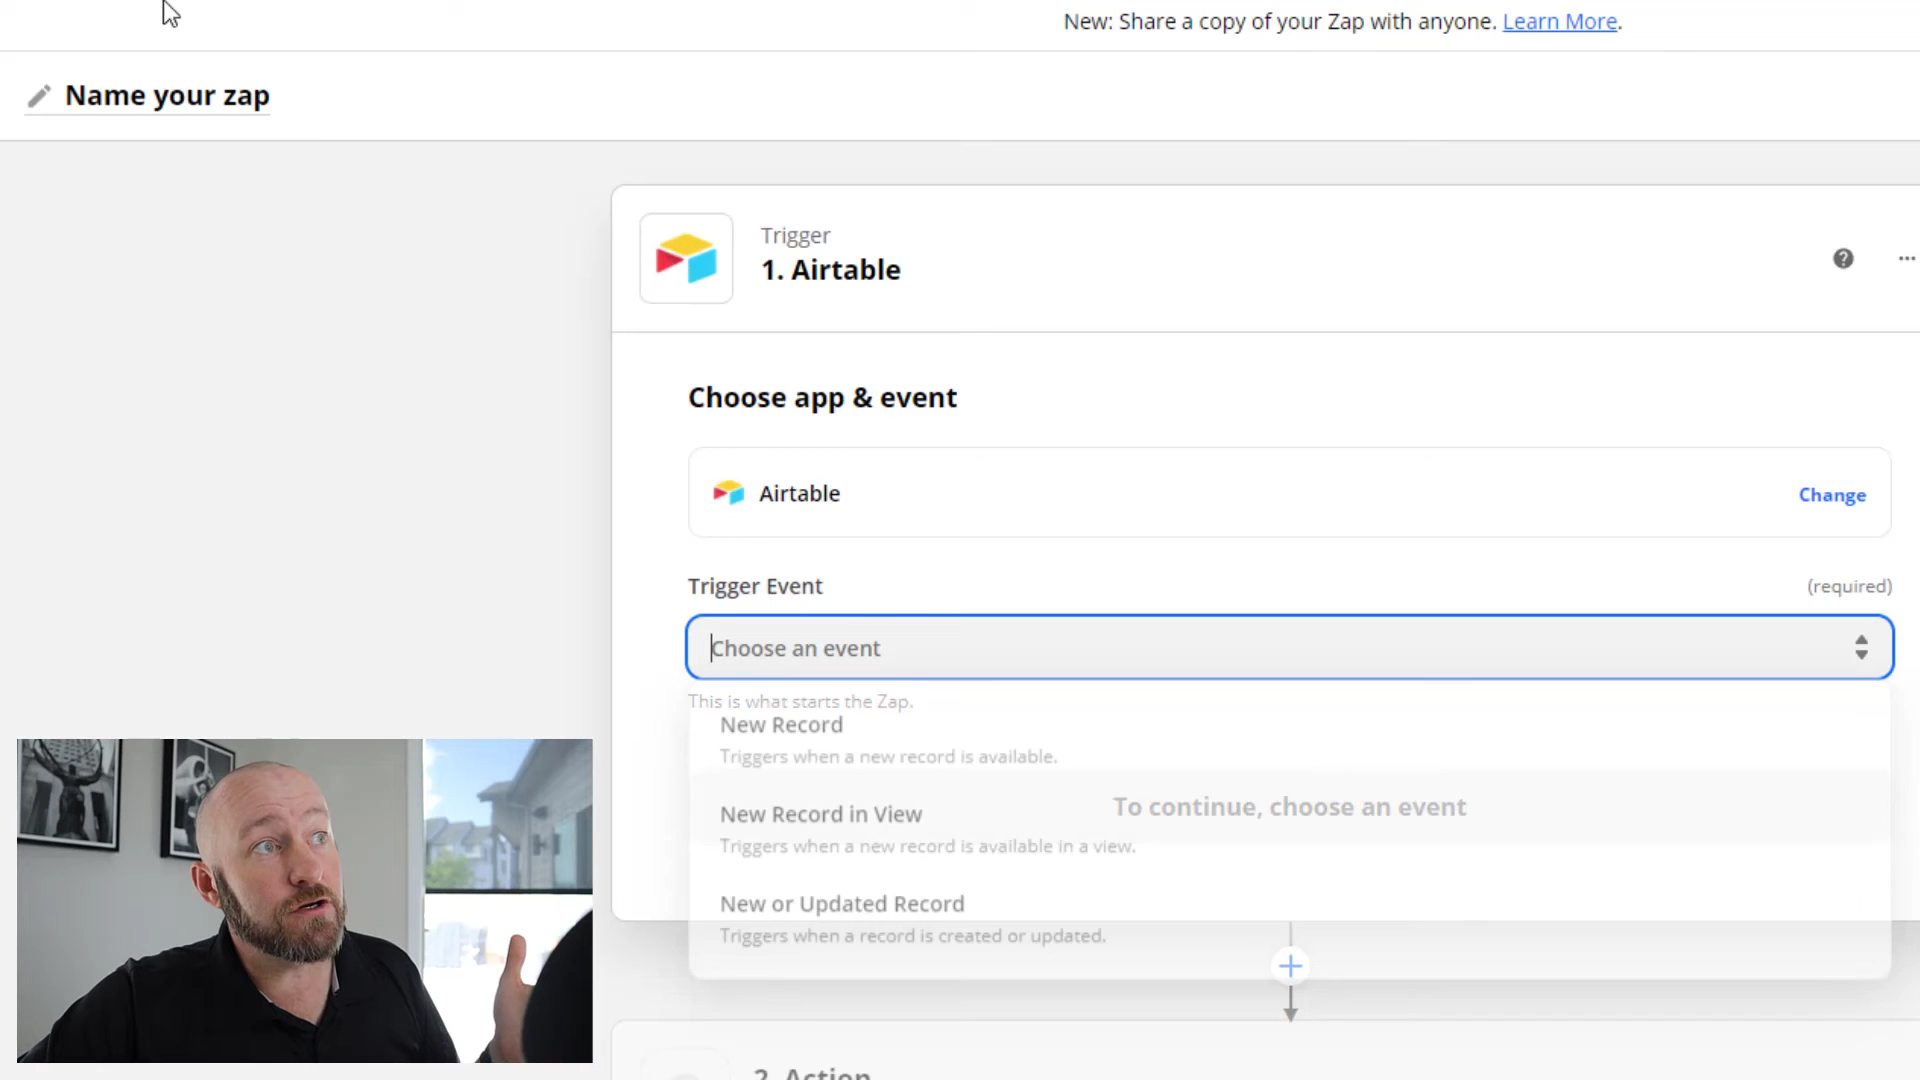 New: Share a copy of your Zap with anyone. Learn More.
Name your zap
Trigger
1. Airtable
Choose app & event
Airtable
Change
Trigger Event
(required)
Choose an event
This is what starts the Zap.
New Record
Triggers when a new record is available.
To continue, choose an event
New Record in View
Triggers when a new record is available in a view.
New or Updated Record
Triggers when a record is created or updated.
2. Action